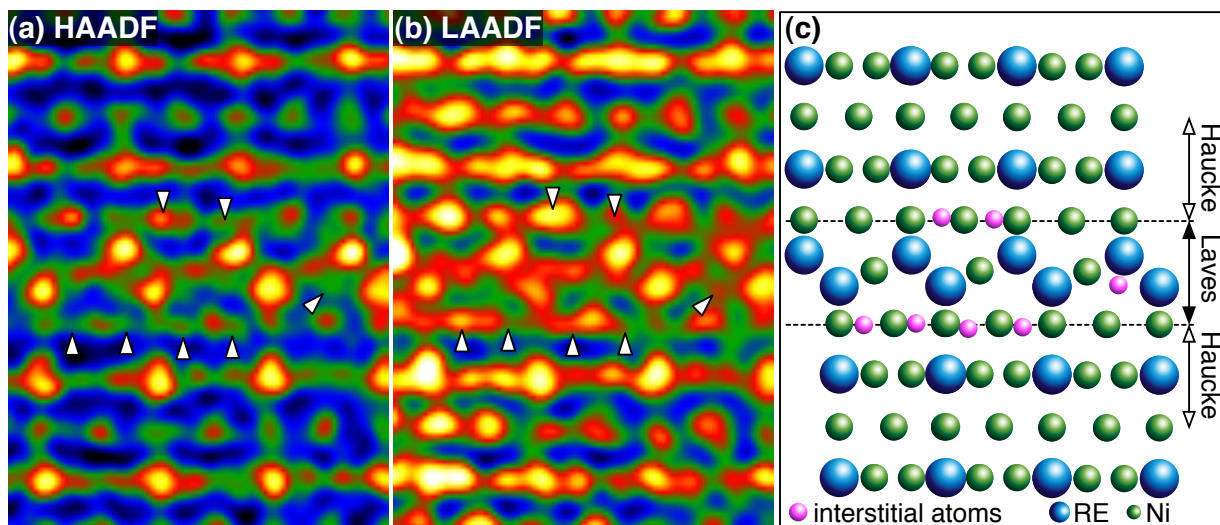 (a) HAADF
(b) LAADF
(c)
Haucke
Laves
Haucke
interstitial atoms
RE
Ni